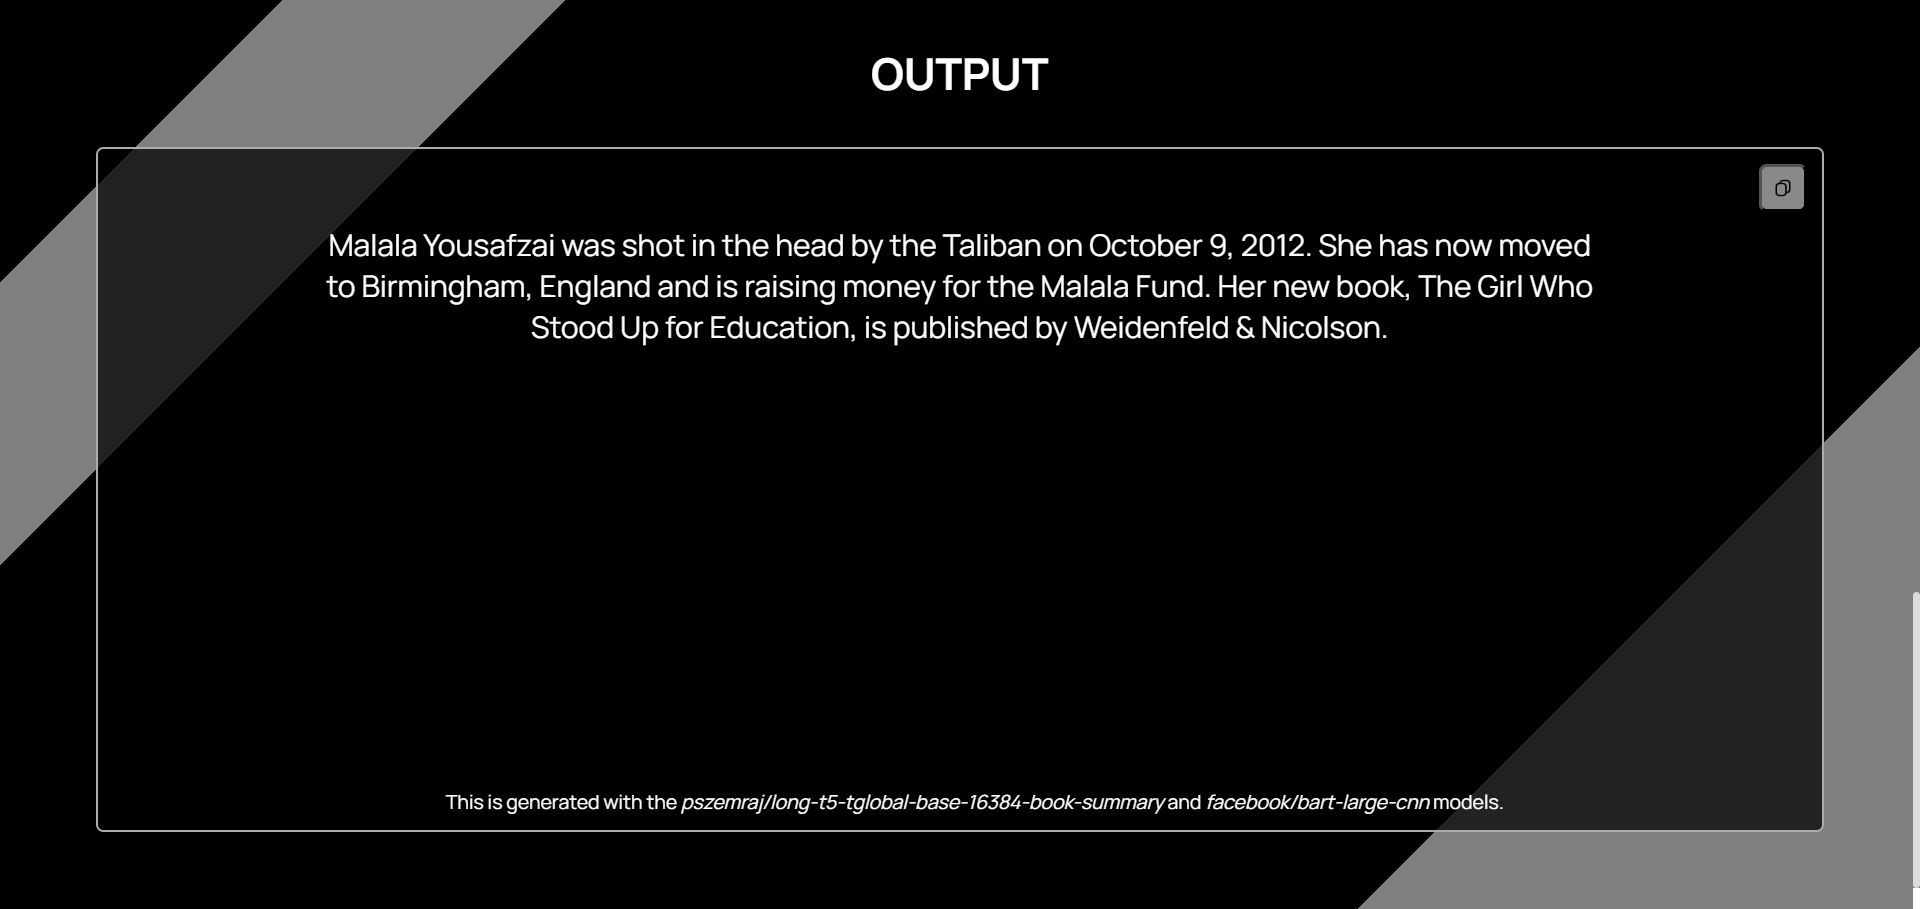 OUTPUT
Malala Yousafzai was shot in the head by the Taliban on October 9, 2012. She has now moved
to Birmingham, England and is raising money for the Malala Fund. Her new book, The Girl Who
Stood Up for Education, is published by Weidenfeld & Nicolson.
This is generated with the pszemraj/long-t5-tglobal-base-16384-book-summary and facebook/bart-large-cnn models.